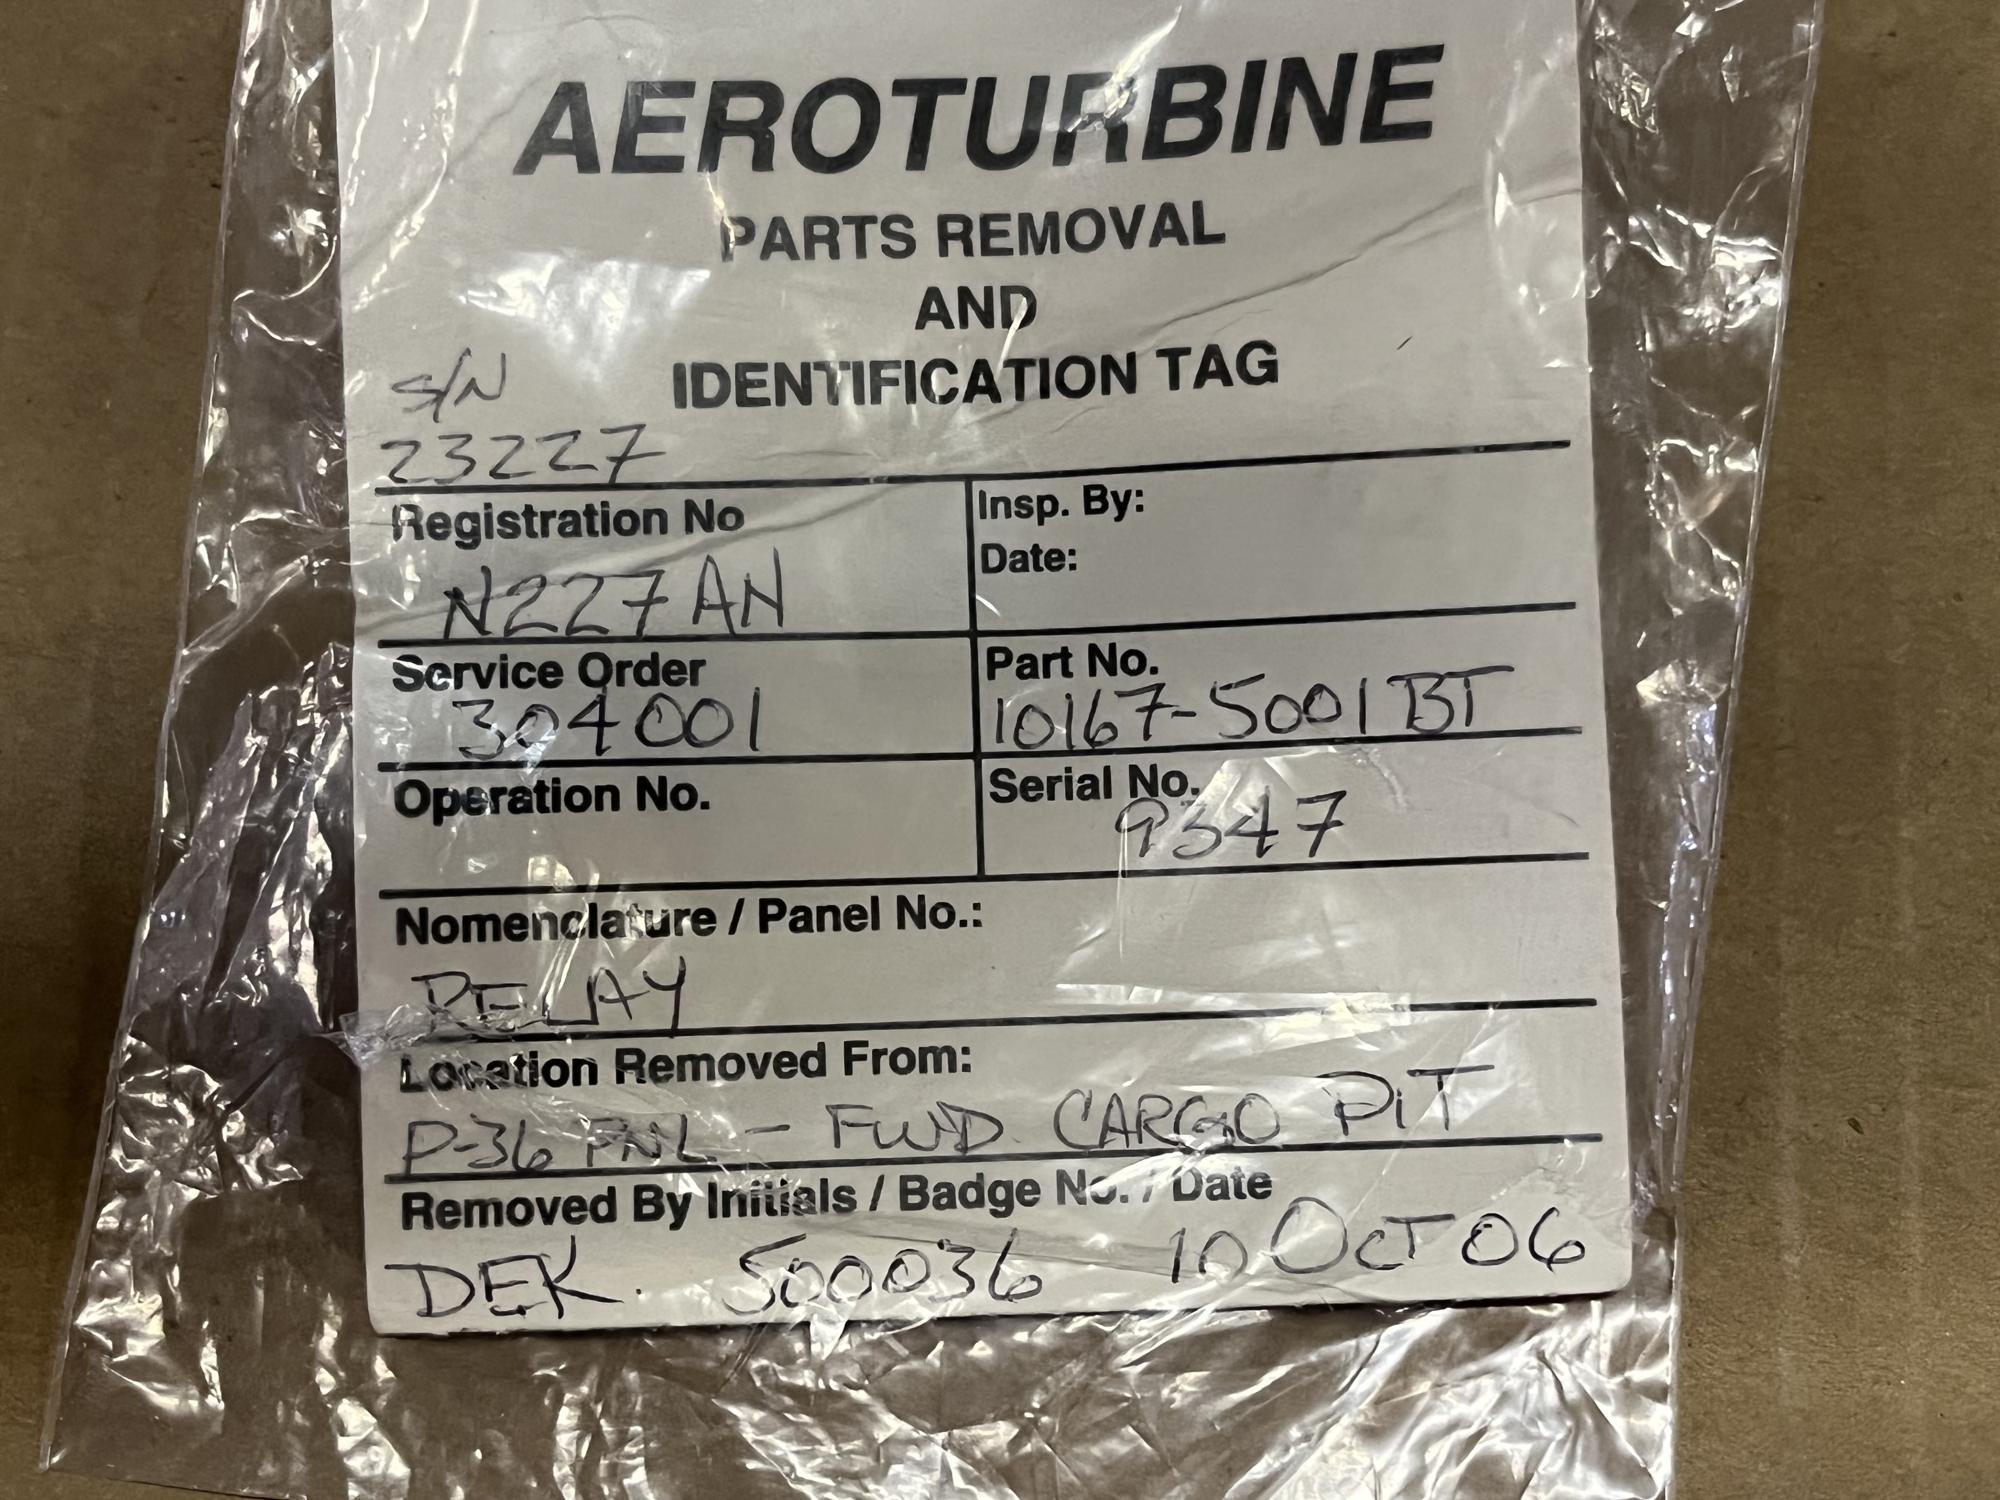 AEROTURBINE
PARTS REMOVAL
AND
IDENTIFICATION TAG
S/N
23227
Registration No
N227AN
Insp. By:
Date:
Service Order
304001
Part No.
10167-5001BT
Operation No.
Serial No.
9347
Nomenclature / Panel No.:
RELAY
Location Removed From:
P-36 PNL - FWD. CARGO PiT
Removed By Initials / Badge No. / Date
DEK. 500036 10 OCT 06